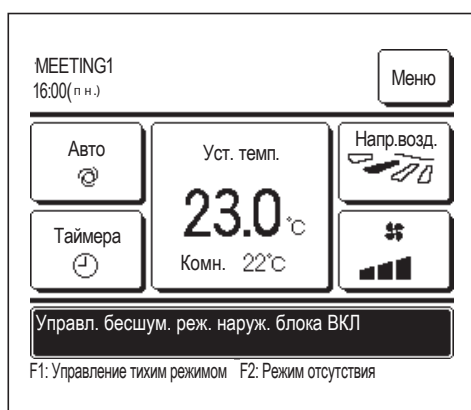 MEETING1
16:00(пн.)
Меню
Авто
Уст. темп.
Напр.возд.
23.0 °C
Таймера
Комн. 22°C
Управл. бесшум. реж. наруж. блока ВКЛ
F1: Управление тихим режимом F2: Режим отсутствия